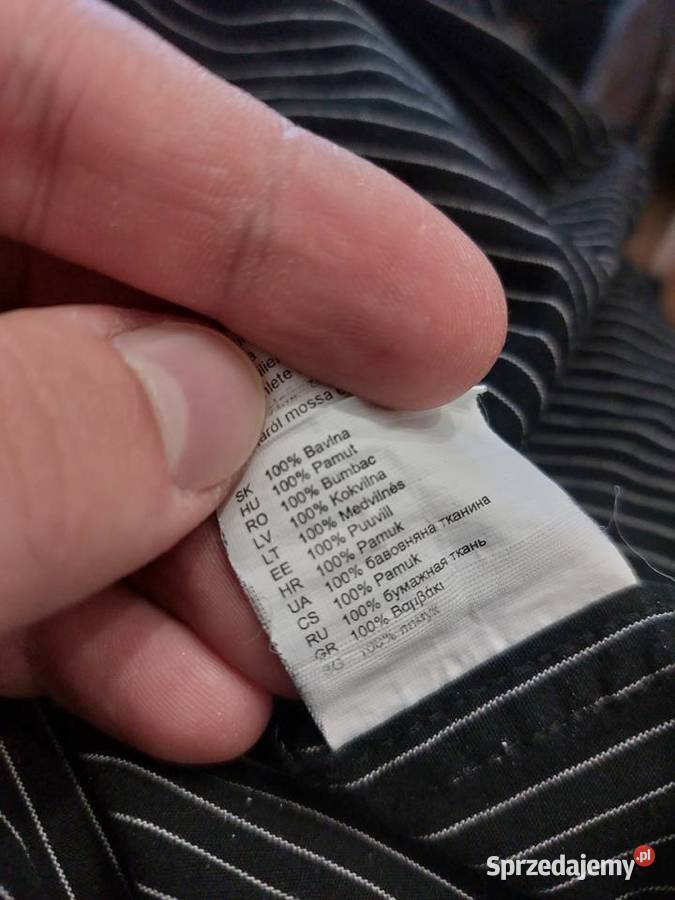 mossa
SK 100% Bavlna
HU 100% Pamut
RO 100% Bumbac
LV 100% Kokvilna
LT 100% Medvilnės
EE 100% Puuvill
HR 100% Pamuk
UA 100% бавовняна тканина
CS 100% Pamuk
RU 100% бумажная ткань
GR 100% Βαμβάκι
100%
Sprzedajemy.pl